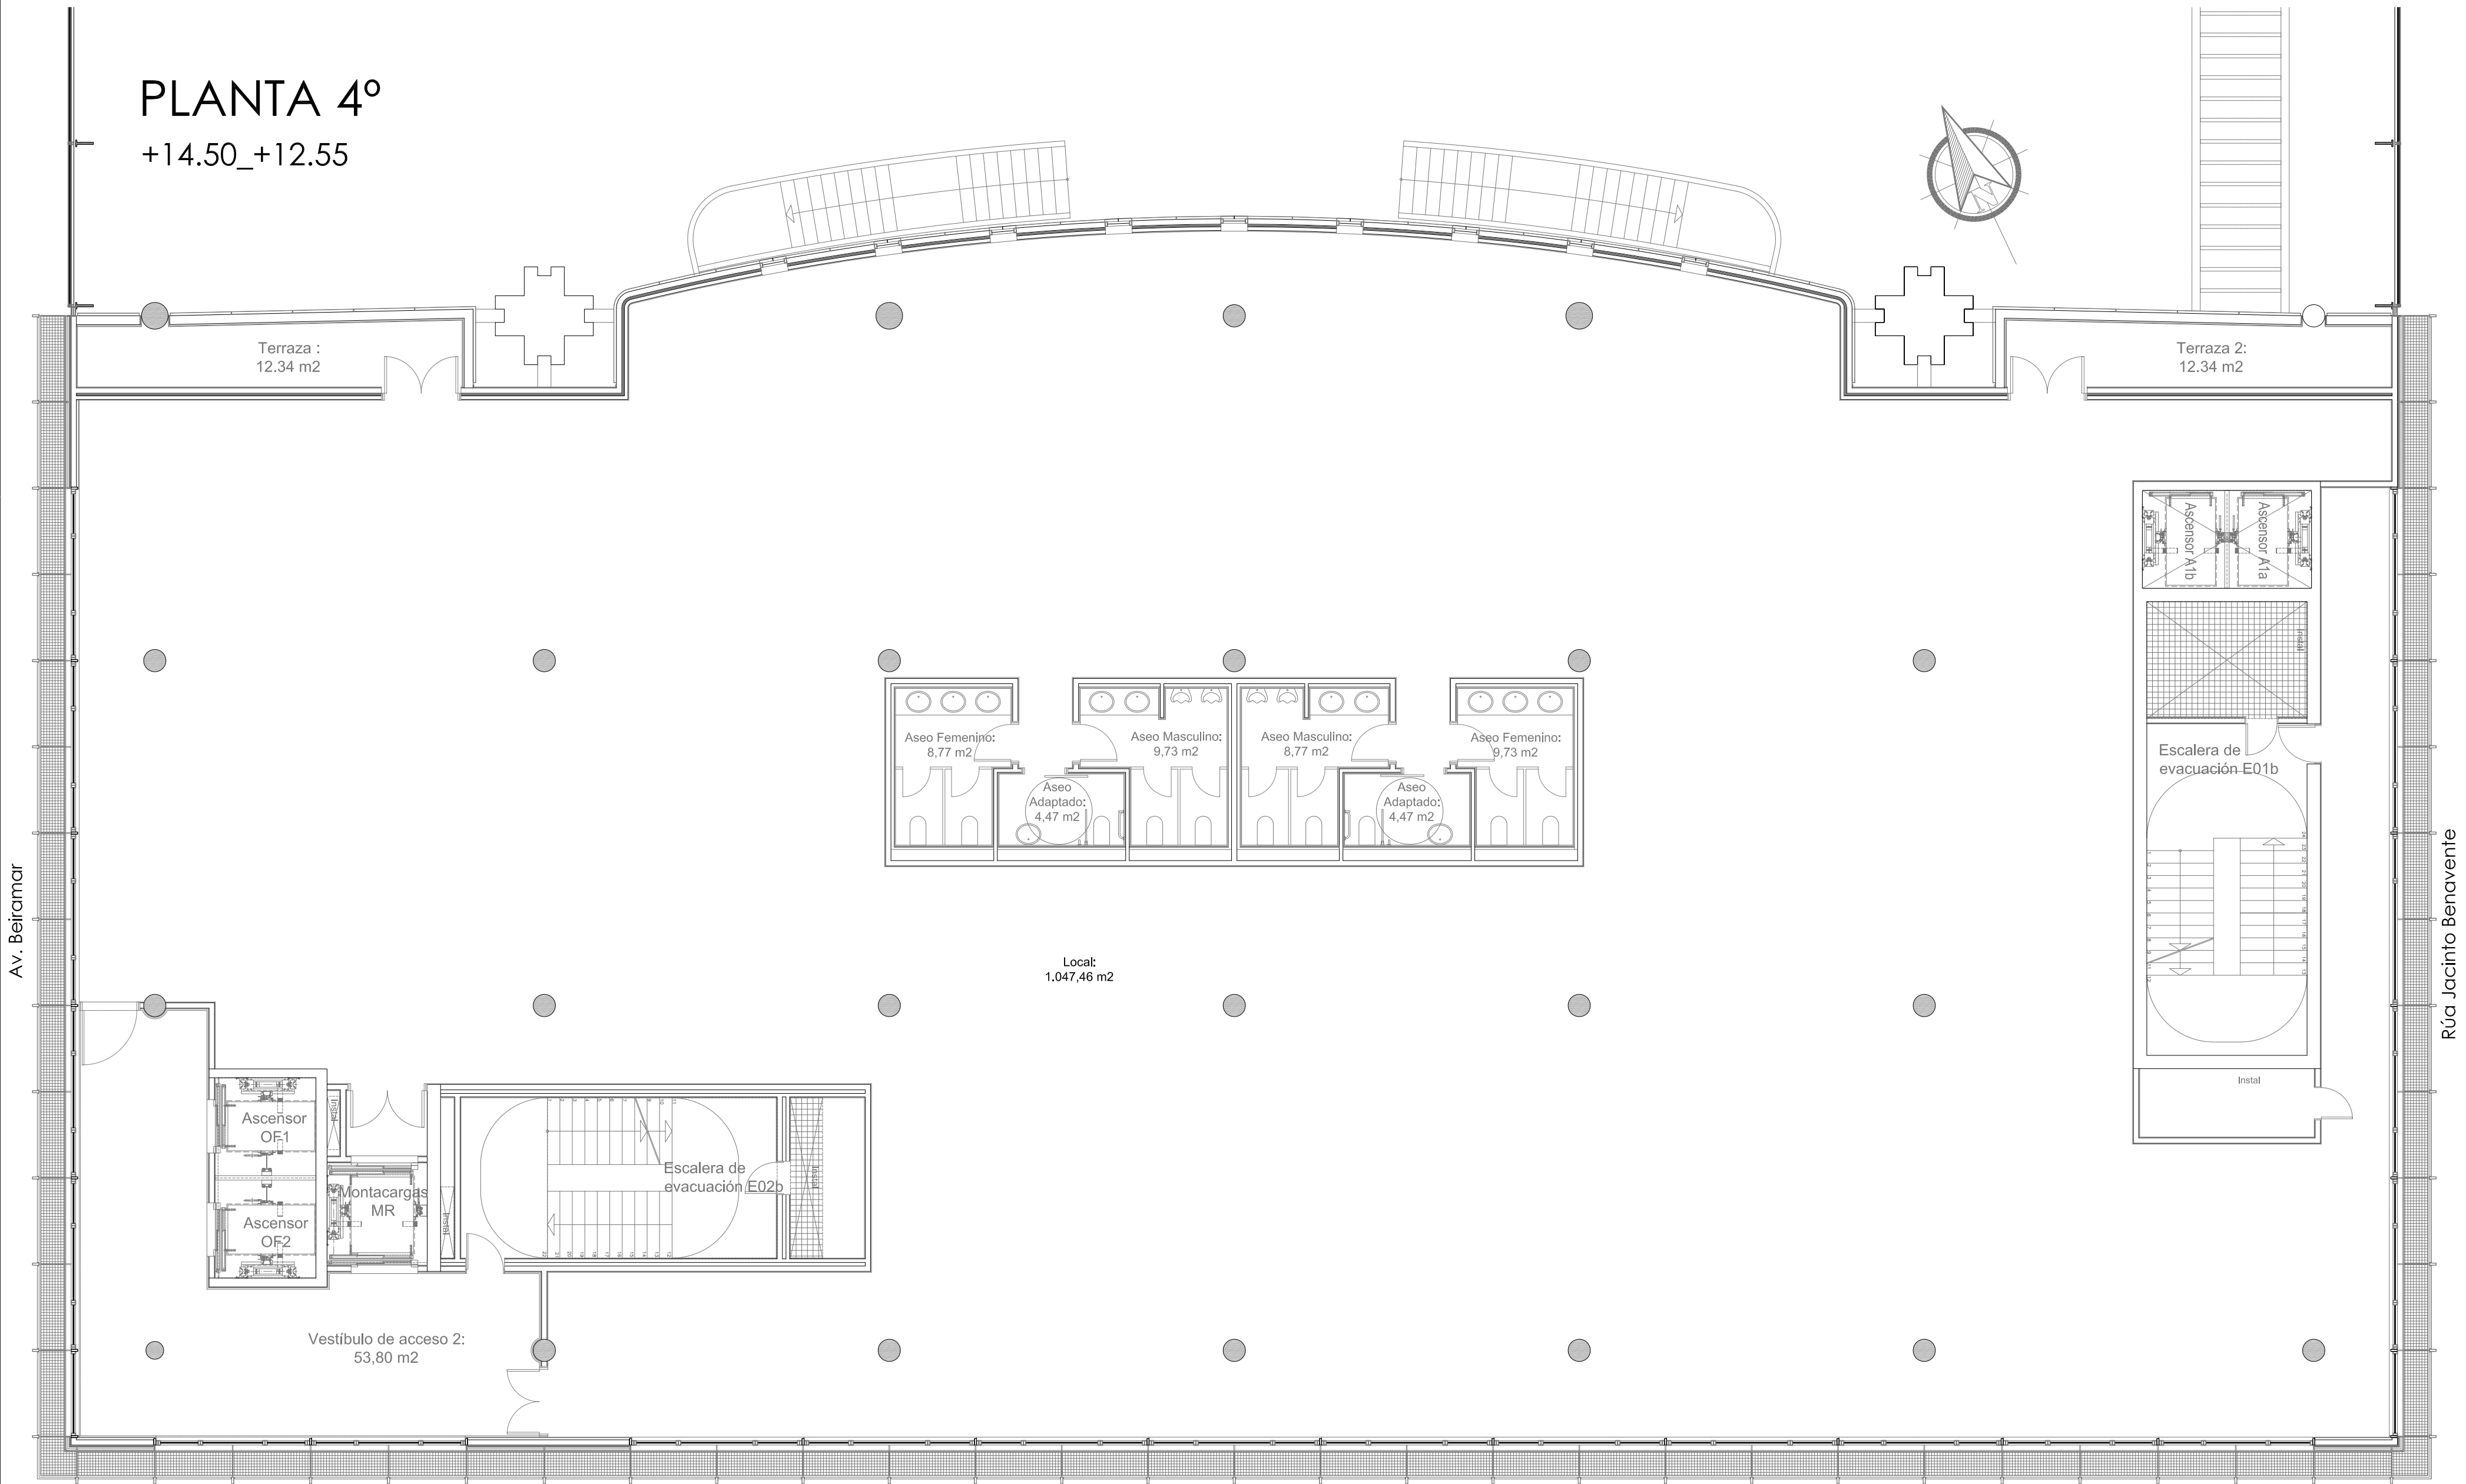 PLANTA 4º
+14.50_+12.55
N
Terraza :
12.34 m2
Terraza 2:
12.34 m2
Ascensor A1b
Ascensor A1a
Instal
Aseo Femenino:
8,77 m2
Aseo Masculino:
9,73 m2
Aseo Masculino:
8,77 m2
Aseo Femenino:
9,73 m2
Aseo
Adaptado:
4,47 m2
Aseo
Adaptado:
4,47 m2
Escalera de
evacuación E01b
Av. Beiramar
Rúa Jacinto Benavente
Local:
1.047,46 m2
Instal
Ascensor
OF1
Instal
Ascensor
OF2
Montacargas
MR
Instal
Escalera de
evacuación E02b
Instal
Vestíbulo de acceso 2:
53,80 m2